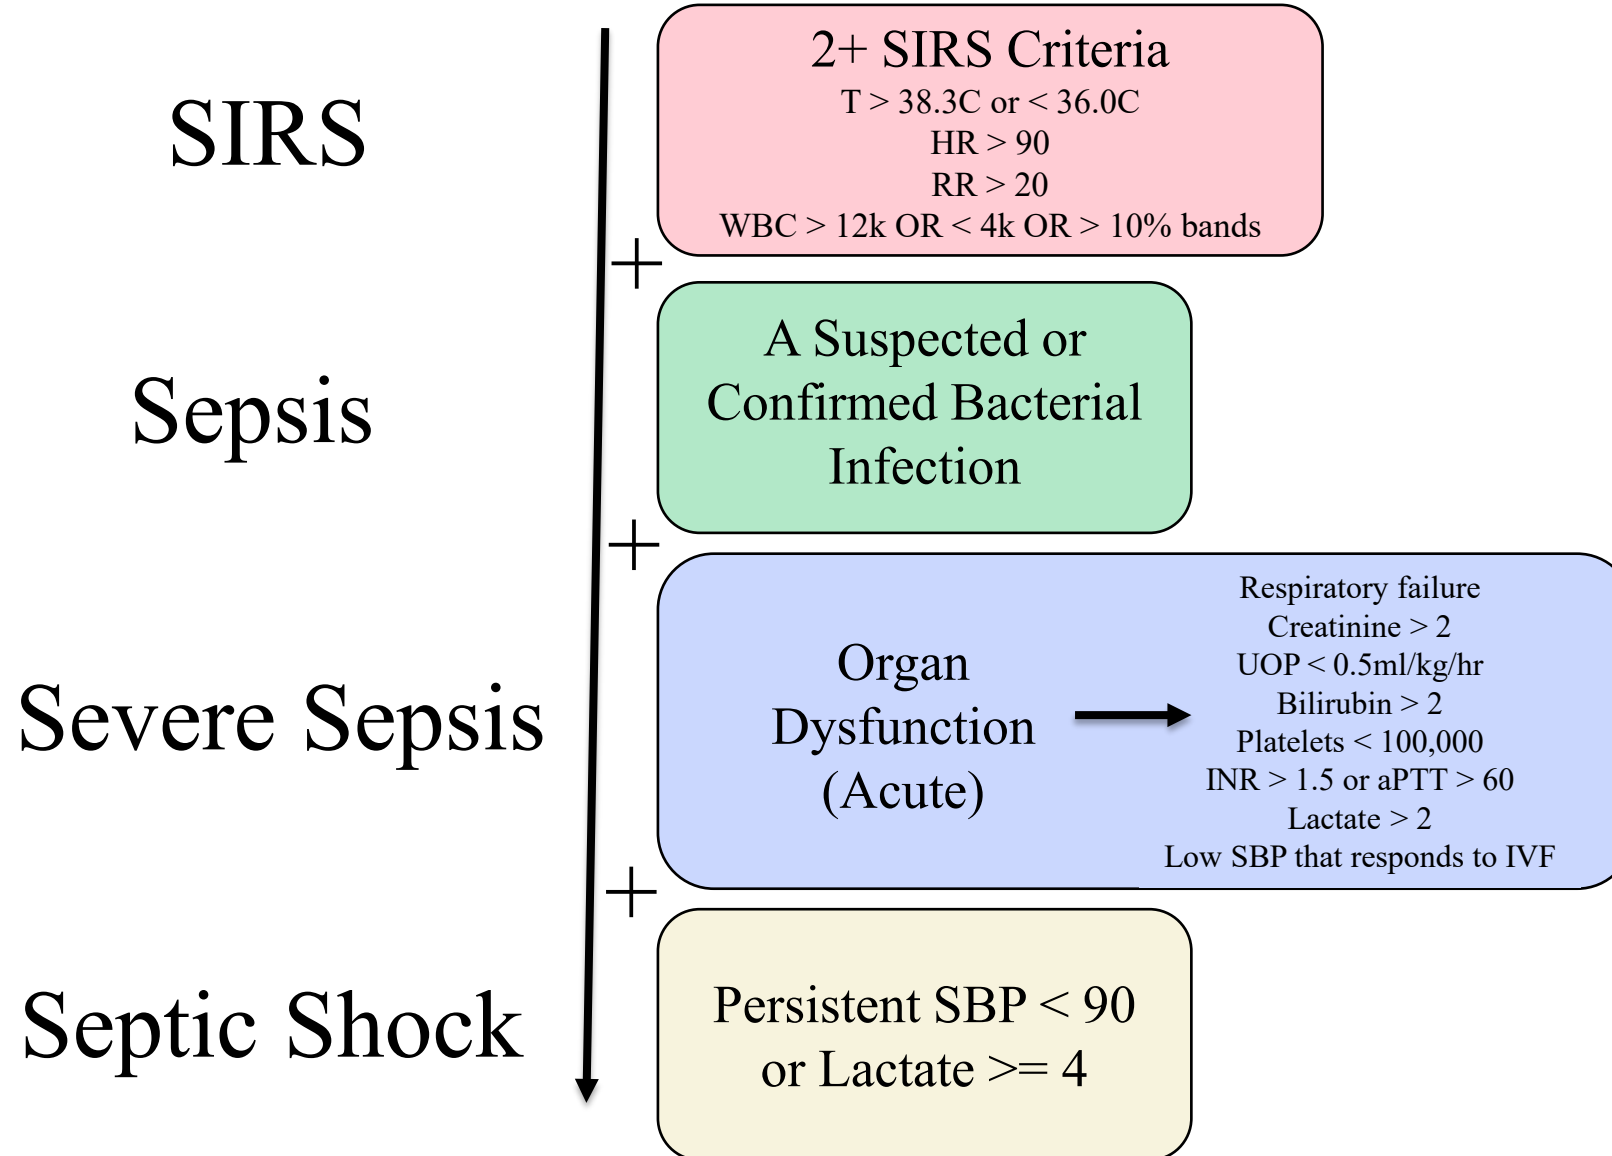 SIRS
2+ SIRS Criteria
T > 38.3C or < 36.0C
HR > 90
RR > 20
WBC > 12k OR < 4k OR > 10% bands
+
Sepsis
A Suspected or
Confirmed Bacterial
Infection
+
Severe Sepsis
Organ
Dysfunction
(Acute)
Respiratory failure
Creatinine > 2
UOP < 0.5ml/kg/hr
Bilirubin > 2
Platelets < 100,000
INR > 1.5 or aPTT > 60
Lactate > 2
Low SBP that responds to IVF
+
Septic Shock
Persistent SBP < 90
or Lactate >= 4